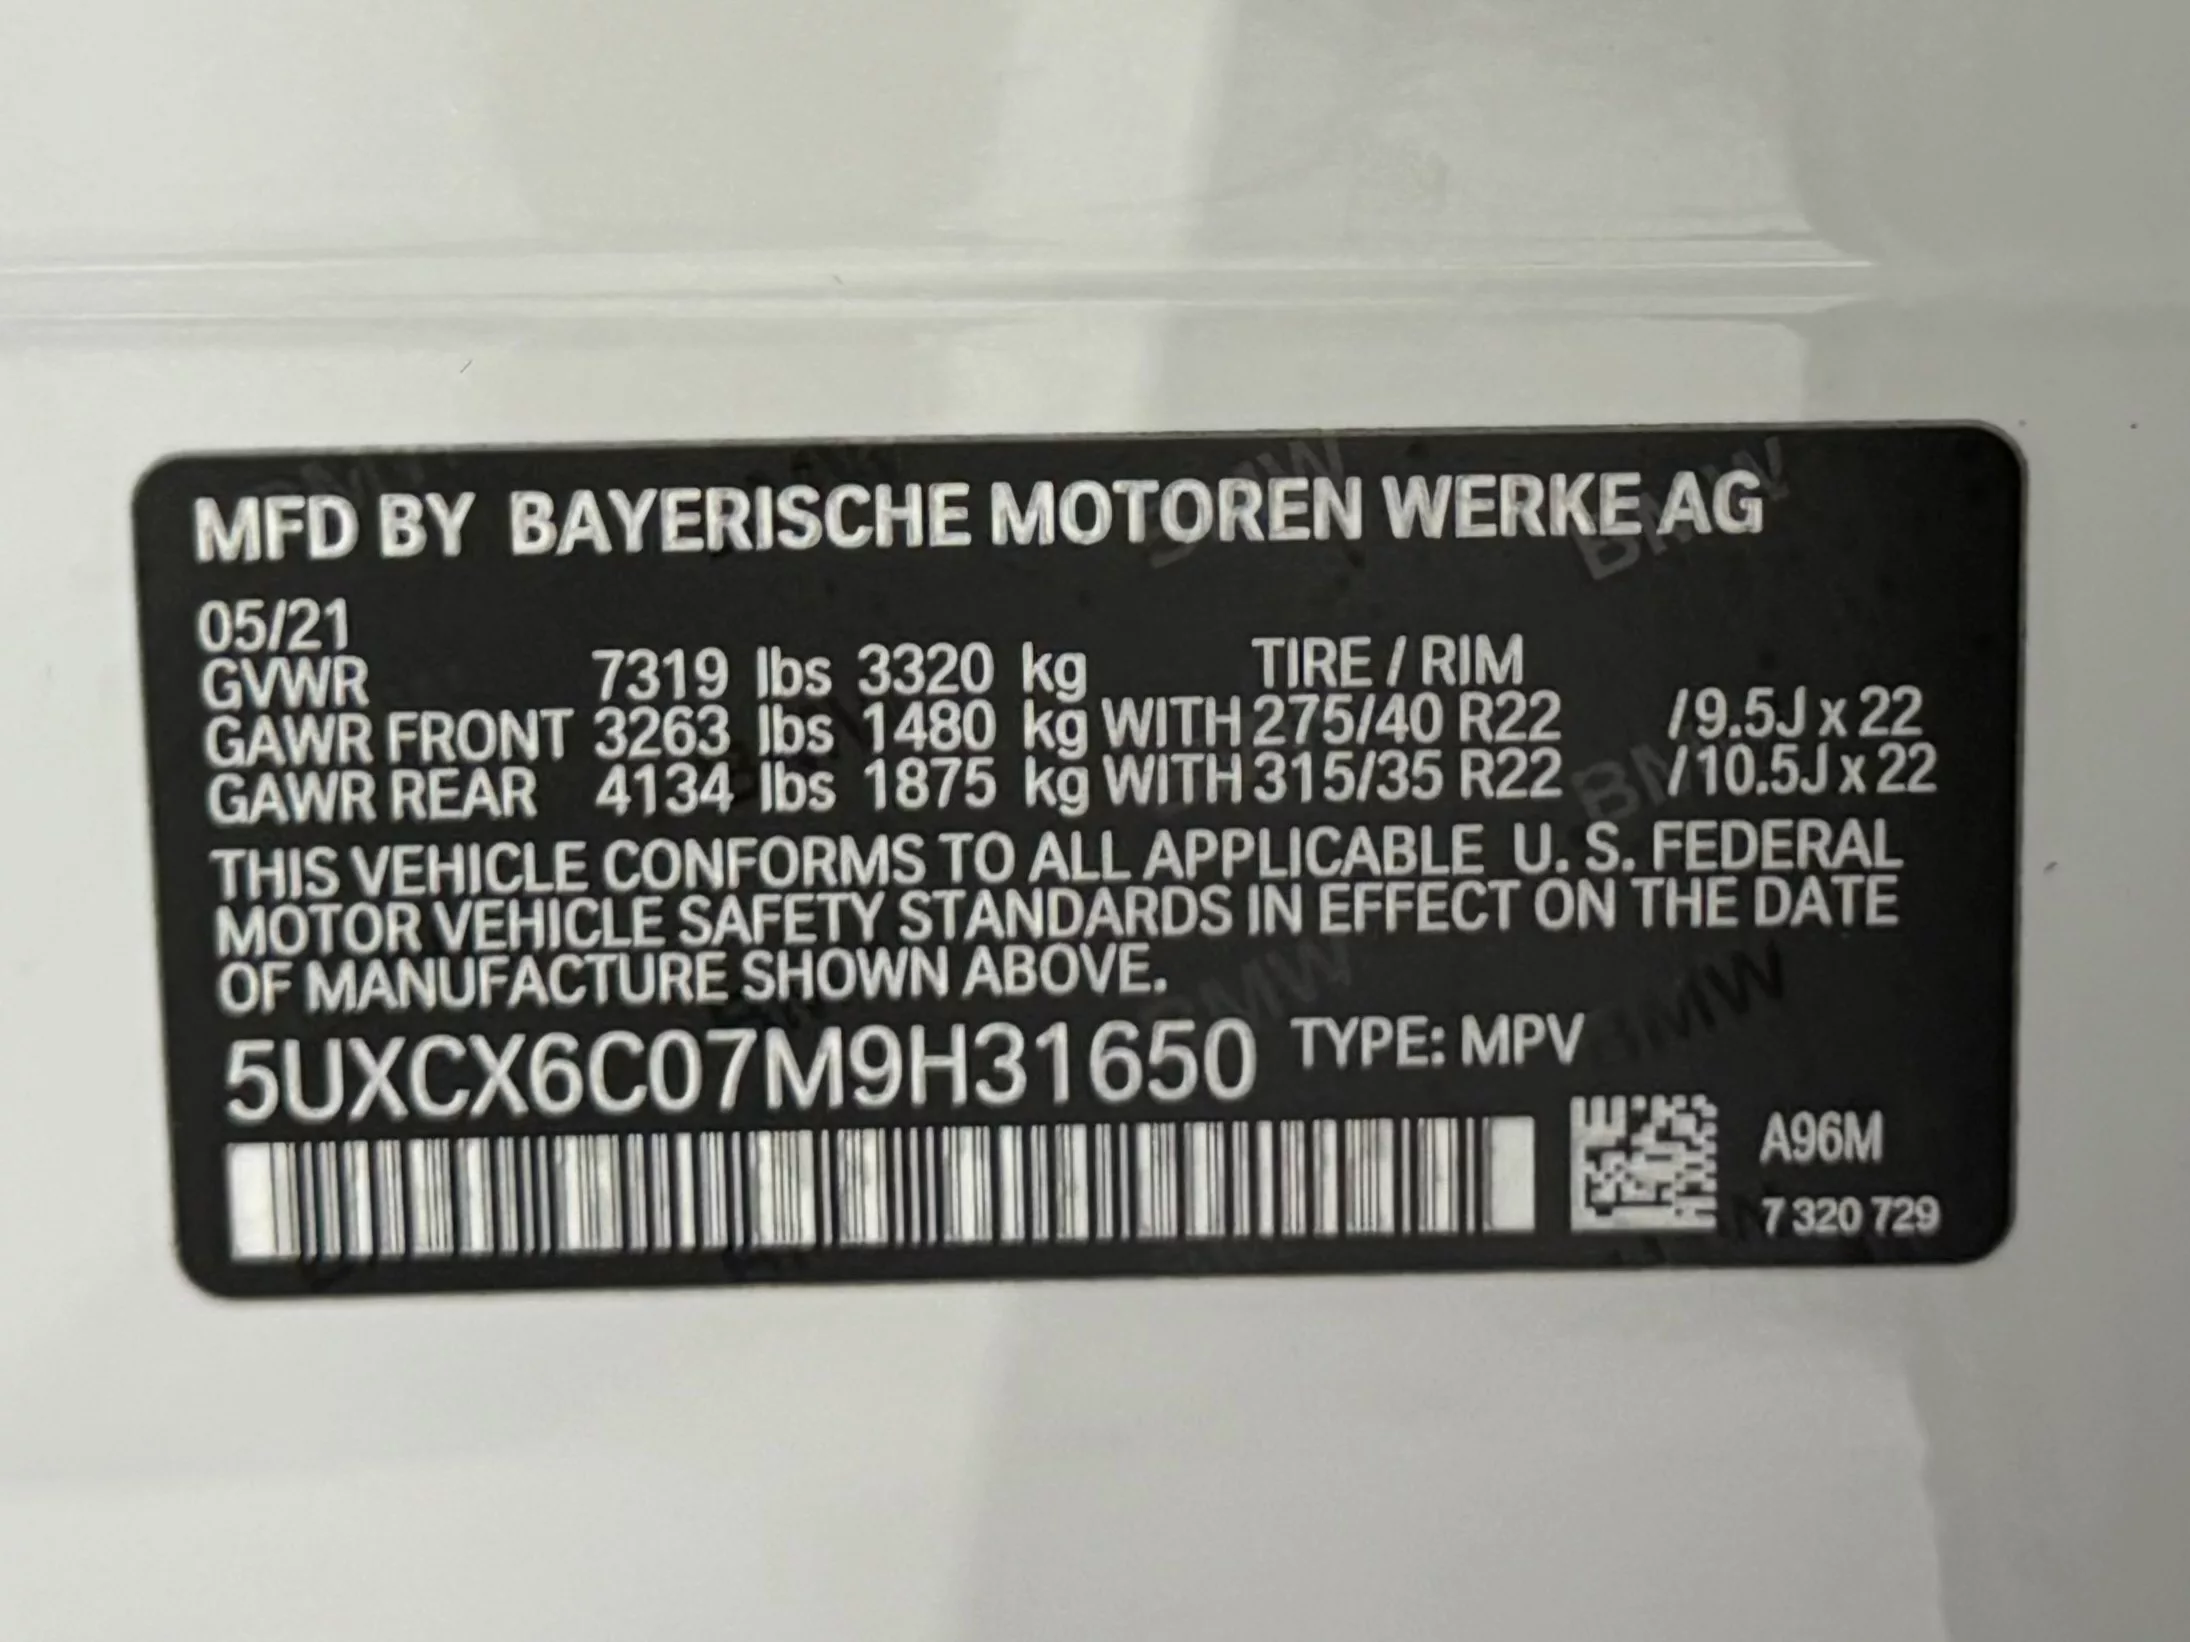 MFD BY BAYERISCHE MOTOREN WERKE AG
05/21
GVWR 7319 lbs 3320 kg TIRE / RIM
GAWR FRONT 3263 lbs 1480 kg WITH 275/40 R22 /9.5J x 22
GAWR REAR 4134 lbs 1875 kg WITH 315/35 R22 /10.5J x 22
THIS VEHICLE CONFORMS TO ALL APPLICABLE U. S. FEDERAL
MOTOR VEHICLE SAFETY STANDARDS IN EFFECT ON THE DATE
OF MANUFACTURE SHOWN ABOVE.
5UXCX6C07M9H31650 TYPE: MPV
A96M
7 320 729